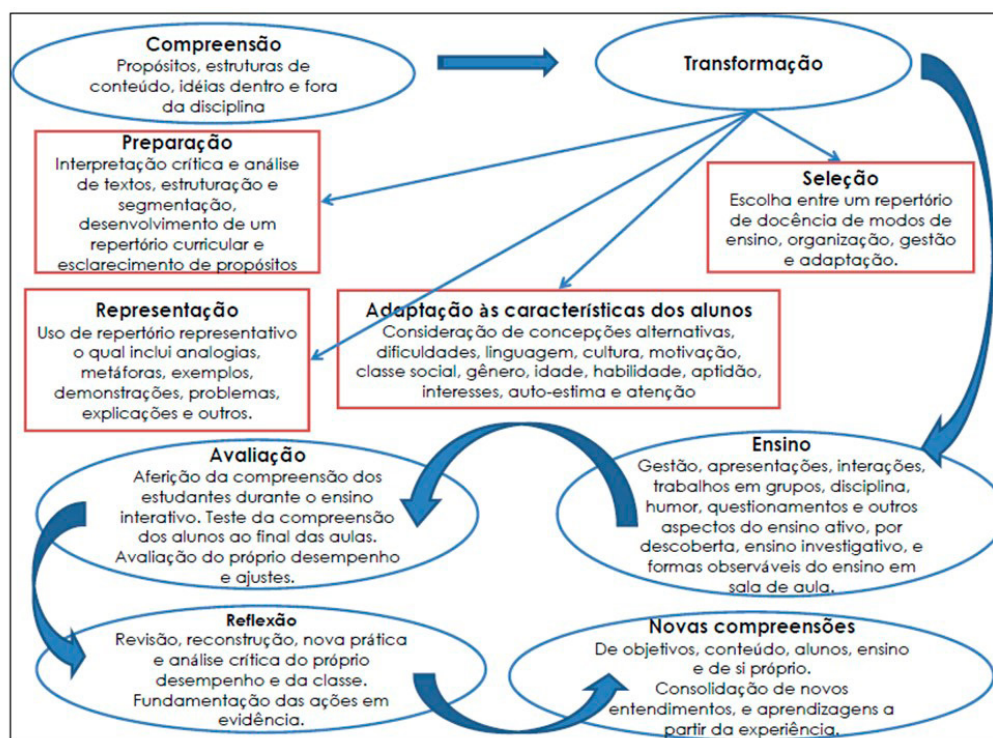 Compreensão
Propósitos, estruturas de
conteúdo, idéias dentro e fora
da disciplina
Transformação
Preparação
Interpretação crítica e análise
de textos, estruturação e
segmentação,
desenvolvimento de um
repertório curricular e
esclarecimento de propósitos
Seleção
Escolha entre um repertório
de docência de modos de
ensino, organização, gestão
e adaptação.
Representação
Uso de repertório representativo
o qual inclui analogias,
metáforas, exemplos,
demonstrações, problemas,
explicações e outros.
Adaptação às características dos alunos
Consideração de concepções alternativas,
dificuldades, linguagem, cultura, motivação,
classe social, gênero, idade, habilidade, aptidão,
interesses, auto-estima e atenção
Ensino
Gestão, apresentações, interações,
trabalhos em grupos, disciplina,
humor, questionamentos e outros
aspectos do ensino ativo, por
descoberta, ensino investigativo, e
formas observáveis do ensino em
sala de aula.
Avaliação
Aferição da compreensão dos
estudantes durante o ensino
interativo. Teste da compreensão
dos alunos ao final das aulas.
Avaliação do próprio desempenho
e ajustes.
Reflexão
Revisão, reconstrução, nova prática
e análise crítica do próprio
desempenho e da classe.
Fundamentação das ações em
evidência.
Novas compreensões
De objetivos, conteúdo, alunos, ensino
e de si próprio.
Consolidação de novos
entendimentos, e aprendizagens a
partir da experiência.